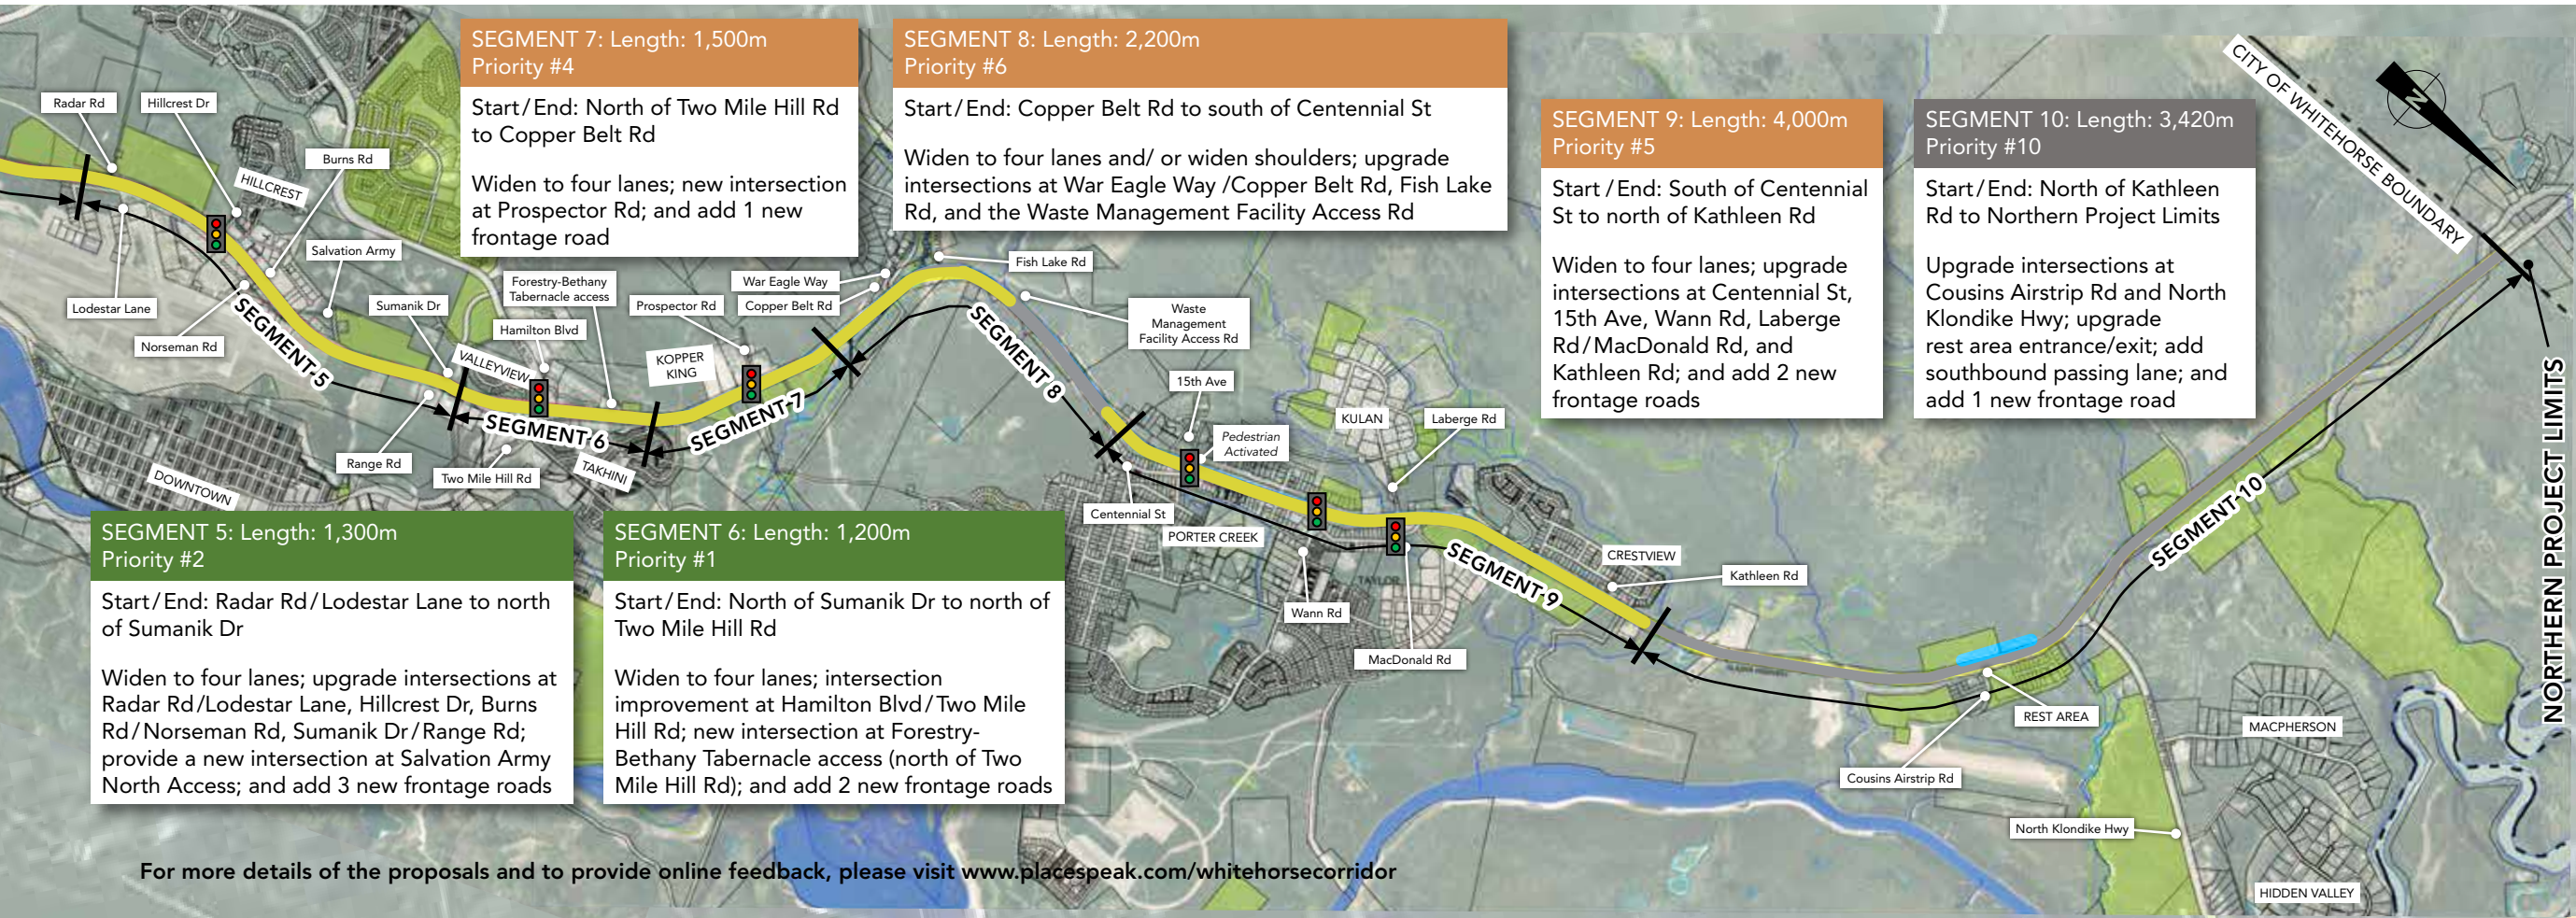 SEGMENT 7: Length: 1,500m
Priority #4
Start/End: North of Two Mile Hill Rd
to Copper Belt Rd
Widen to four lanes; new intersection
at Prospector Rd; and add 1 new
frontage road
SEGMENT 8: Length: 2,200m
Priority #6
Start/End: Copper Belt Rd to south of Centennial St
Widen to four lanes and/ or widen shoulders; upgrade
intersections at War Eagle Way /Copper Belt Rd, Fish Lake
Rd, and the Waste Management Facility Access Rd
SEGMENT 9: Length: 4,000m
Priority #5
Start/End: South of Centennial
St to north of Kathleen Rd
Widen to four lanes; upgrade
intersections at Centennial St,
15th Ave, Wann Rd, Laberge
Rd/MacDonald Rd, and
Kathleen Rd; and add 2 new
frontage roads
SEGMENT 10: Length: 3,420m
Priority #10
Start/End: North of Kathleen
Rd to Northern Project Limits
Upgrade intersections at
Cousins Airstrip Rd and North
Klondike Hwy; upgrade
rest area entrance/exit; add
southbound passing lane; and
add 1 new frontage road
CITY OF WHITEHORSE BOUNDARY
N
Radar Rd
Hillcrest Dr
Burns Rd
HILLCREST
Salvation Army
Lodestar Lane
Norseman Rd
SEGMENT 5
Sumanik Dr
Forestry-Bethany
Tabernacle access
Hamilton Blvd
VALLEYVIEW
Prospector Rd
War Eagle Way
Copper Belt Rd
Fish Lake Rd
KOPPER
KING
Waste
Management
Facility Access Rd
SEGMENT 8
SEGMENT 7
SEGMENT 6
Range Rd
Two Mile Hill Rd
TAKHINI
DOWNTOWN
15th Ave
Pedestrian
Activated
KULAN
Laberge Rd
Centennial St
PORTER CREEK
Wann Rd
TAYLOR
MacDonald Rd
SEGMENT 9
CRESTVIEW
Kathleen Rd
SEGMENT 10
NORTHERN PROJECT LIMITS
REST AREA
Cousins Airstrip Rd
MACPHERSON
North Klondike Hwy
HIDDEN VALLEY
SEGMENT 5: Length: 1,300m
Priority #2
Start/End: Radar Rd/Lodestar Lane to north
of Sumanik Dr
Widen to four lanes; upgrade intersections at
Radar Rd/Lodestar Lane, Hillcrest Dr, Burns
Rd/Norseman Rd, Sumanik Dr/Range Rd;
provide a new intersection at Salvation Army
North Access; and add 3 new frontage roads
SEGMENT 6: Length: 1,200m
Priority #1
Start/End: North of Sumanik Dr to north of
Two Mile Hill Rd
Widen to four lanes; intersection
improvement at Hamilton Blvd/Two Mile
Hill Rd; new intersection at Forestry-
Bethany Tabernacle access (north of Two
Mile Hill Rd); and add 2 new frontage roads
For more details of the proposals and to provide online feedback, please visit www.placespeak.com/whitehorsecorridor